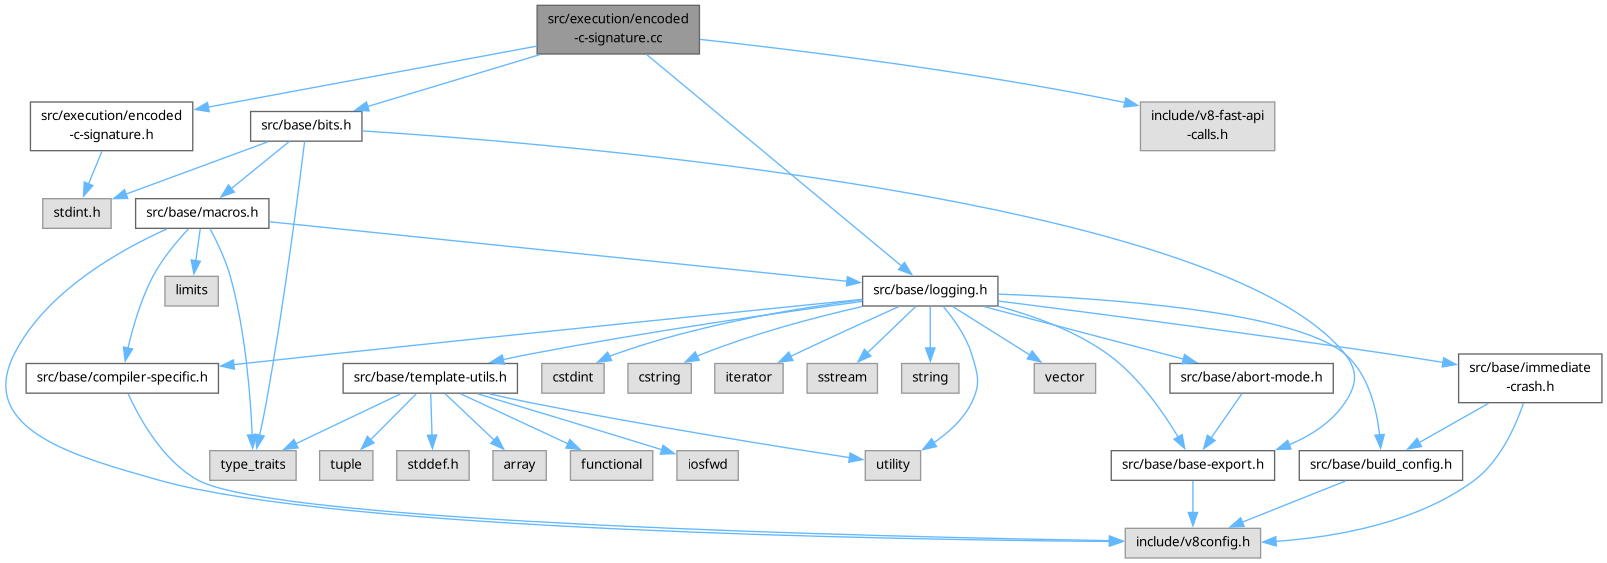 src/execution/encoded
-c-signature.cc
src/execution/encoded
-c-signature.h
src/base/bits.h
include/v8-fast-api
-calls.h
stdint.h
src/base/macros.h
limits
src/base/logging.h
src/base/compiler-specific.h
src/base/template-utils.h
cstdint
cstring
iterator
sstream
string
vector
src/base/abort-mode.h
src/base/immediate
-crash.h
type_traits
tuple
stddef.h
array
functional
iosfwd
utility
src/base/base-export.h
src/base/build_config.h
include/v8config.h